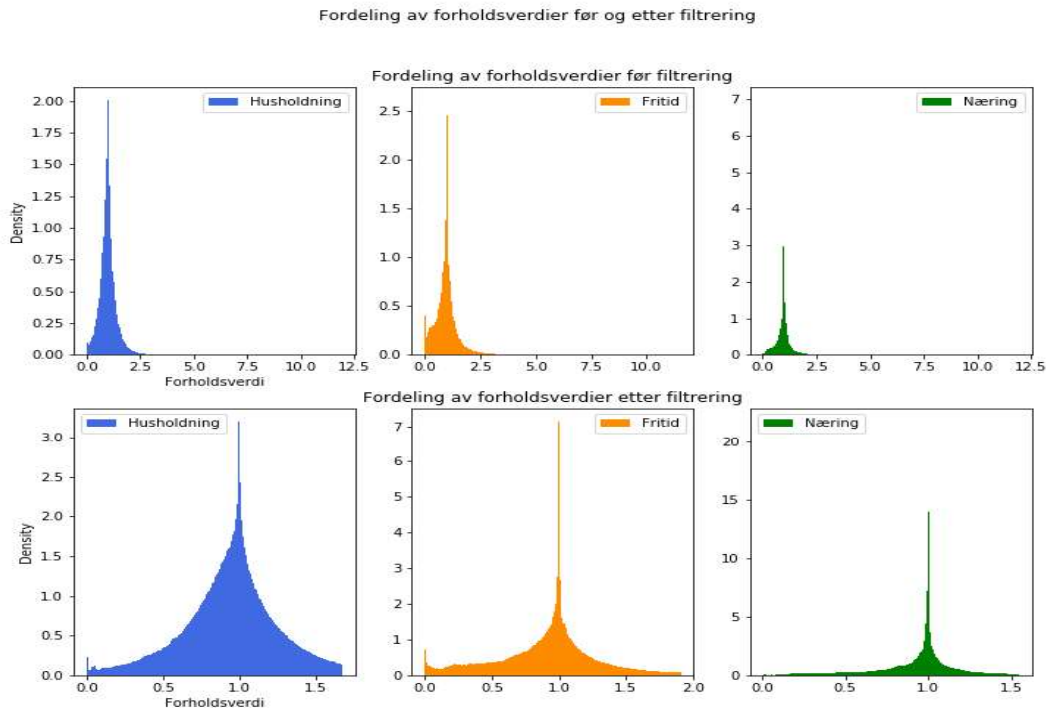 Fordeling av forholdsverdier før og etter filtrering
Fordeling av forholdsverdier før filtrering
Husholdning
2.00
1.75
1.50
1.25
1.00
0.75
0.50
0.25
0.00
Density
0.0 2.5 5.0 7.5 10.0 12.5
Forholdsverdi
Fritid
2.5
2.0
1.5
1.0
0.5
0.0
0.0 2.5 5.0 7.5 10.0
Næring
7
6
5
4
3
2
1
0
0.0 2.5 5.0 7.5 10.0 12.5
Fordeling av forholdsverdier etter filtrering
Husholdning
3.0
2.5
2.0
1.5
1.0
0.5
0.0
Density
0.0 0.5 1.0 1.5
Forholdsverdi
Fritid
7
6
5
4
3
2
1
0
0.0 0.5 1.0 1.5 2.0
Næring
20
15
10
5
0
0.0 0.5 1.0 1.5